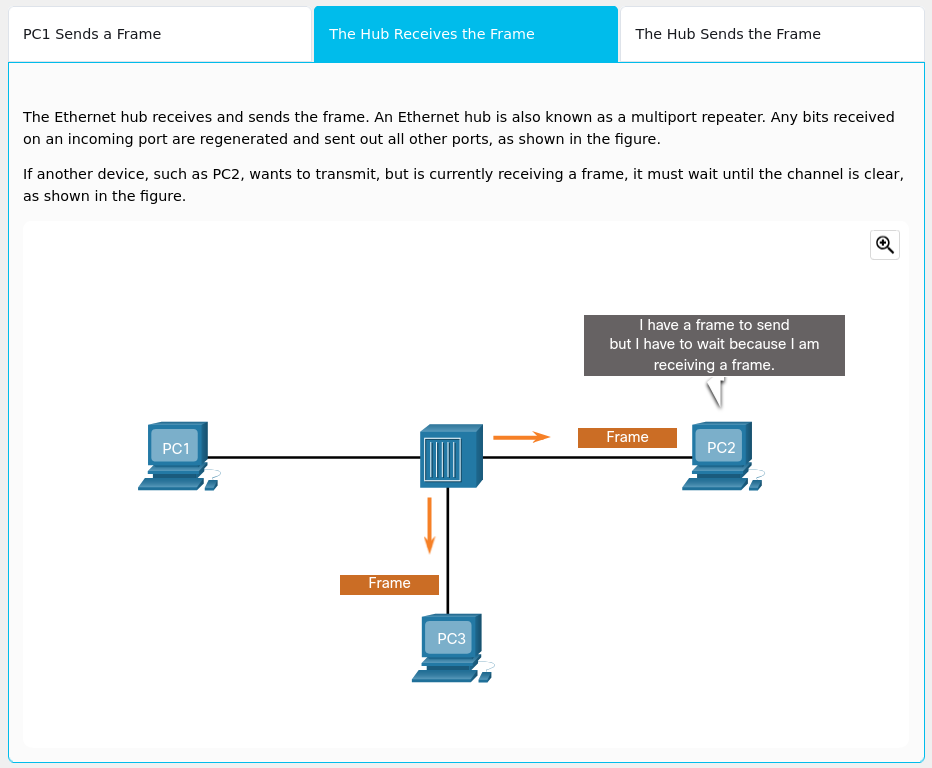 PC1 Sends a Frame
The Hub Receives the Frame
The Hub Sends the Frame
The Ethernet hub receives and sends the frame. An Ethernet hub is also known as a multiport repeater. Any bits received
on an incoming port are regenerated and sent out all other ports, as shown in the figure.
If another device, such as PC2, wants to transmit, but is currently receiving a frame, it must wait until the channel is clear,
as shown in the figure.
I have a frame to send
but I have to wait because I am
receiving a frame.
PC1
Frame
PC2
Frame
PC3